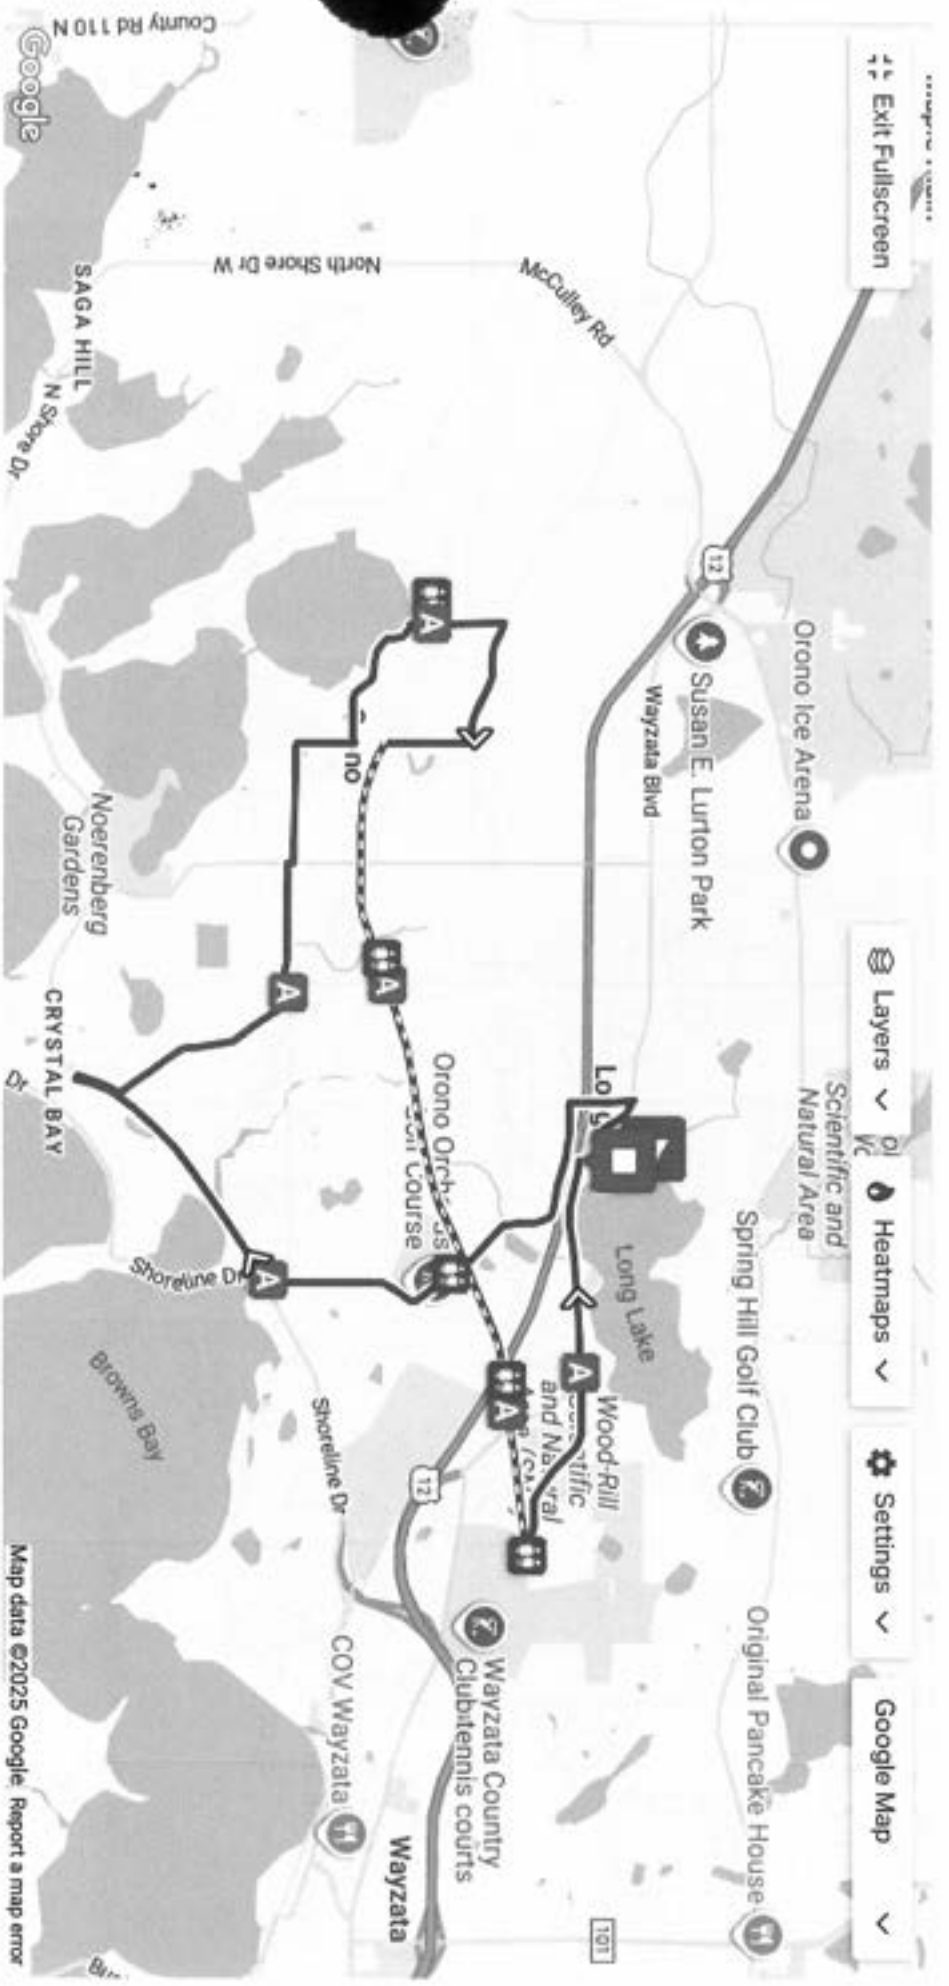 Exit Fullscreen
Layers
Heatmaps
Settings
Google Map
Scientific and
Natural Area
Orono Ice Arena
Spring Hill Golf Club
Original Pancake House
Susan E. Lurton Park
12
Wayzata Blvd
McCulley Rd
North Shore Dr W
County Rd 110 N
Long Lake
Wood-Rill
101
Orono
Course
12
Wayzata Country
Club:tennis courts
Wayzata
COV Wayzata
Shoreline Dr
Shoreline Dr
Browns Bay
Noerenberg
Gardens
CRYSTAL BAY
Dr
SAGA HILL
N Shore Dr
A
A
A
A
A
A
Google
Map data ©2025 Google
Report a map error